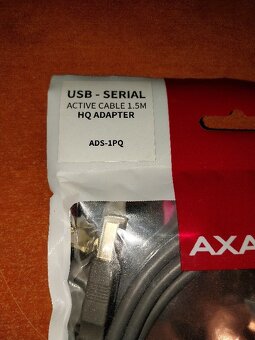 USB - SERIAL
ACTIVE CABLE 1.5M
HQ ADAPTER
ADS-1PQ
AXA